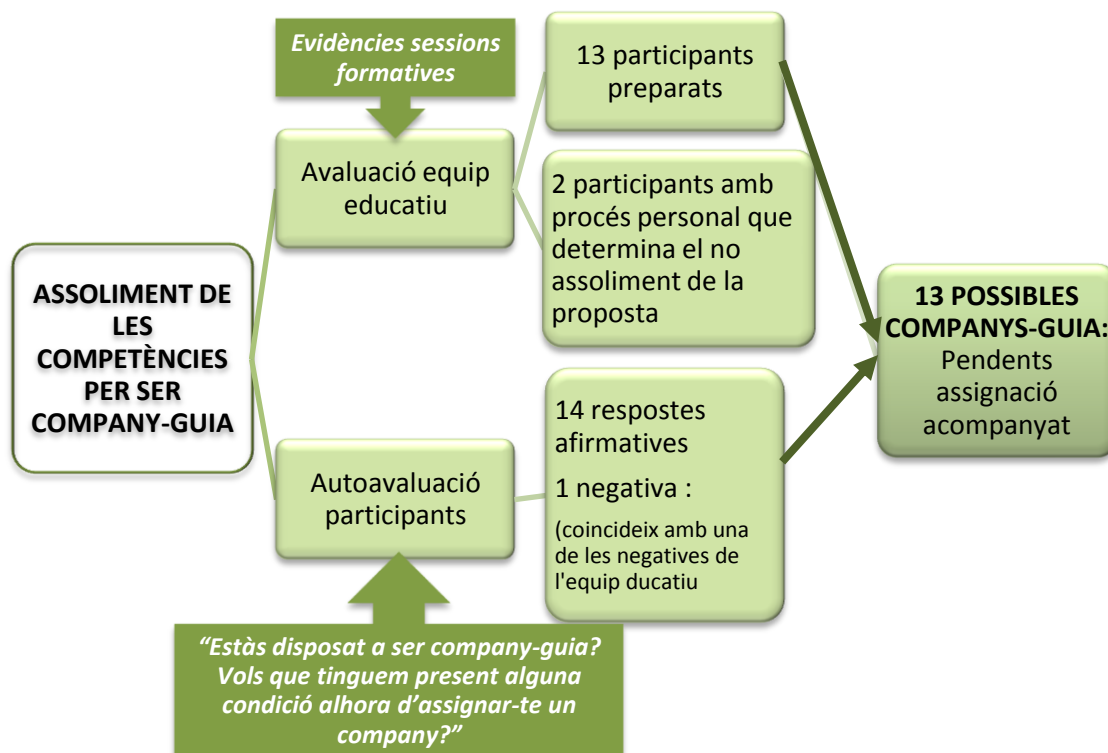 Evidències sessions
formatives
13 participants
preparats
Avaluació equip
educatiu
2 participants amb
procés personal que
determina el no
assoliment de la
proposta
ASSOLIMENT DE
LES
COMPETÈNCIES
PER SER
COMPANY-GUIA
13 POSSIBLES
COMPANYS-GUIA:
Pendents
assignació
acompanyat
14 respostes
afirmatives
1 negativa :
(coincideix amb una
de les negatives de
l'equip ducatiu
Autoavaluació
participants
“Estàs disposat a ser company-guia?
Vols que tinguem present alguna
condició alhora d’assignar-te un
company?”